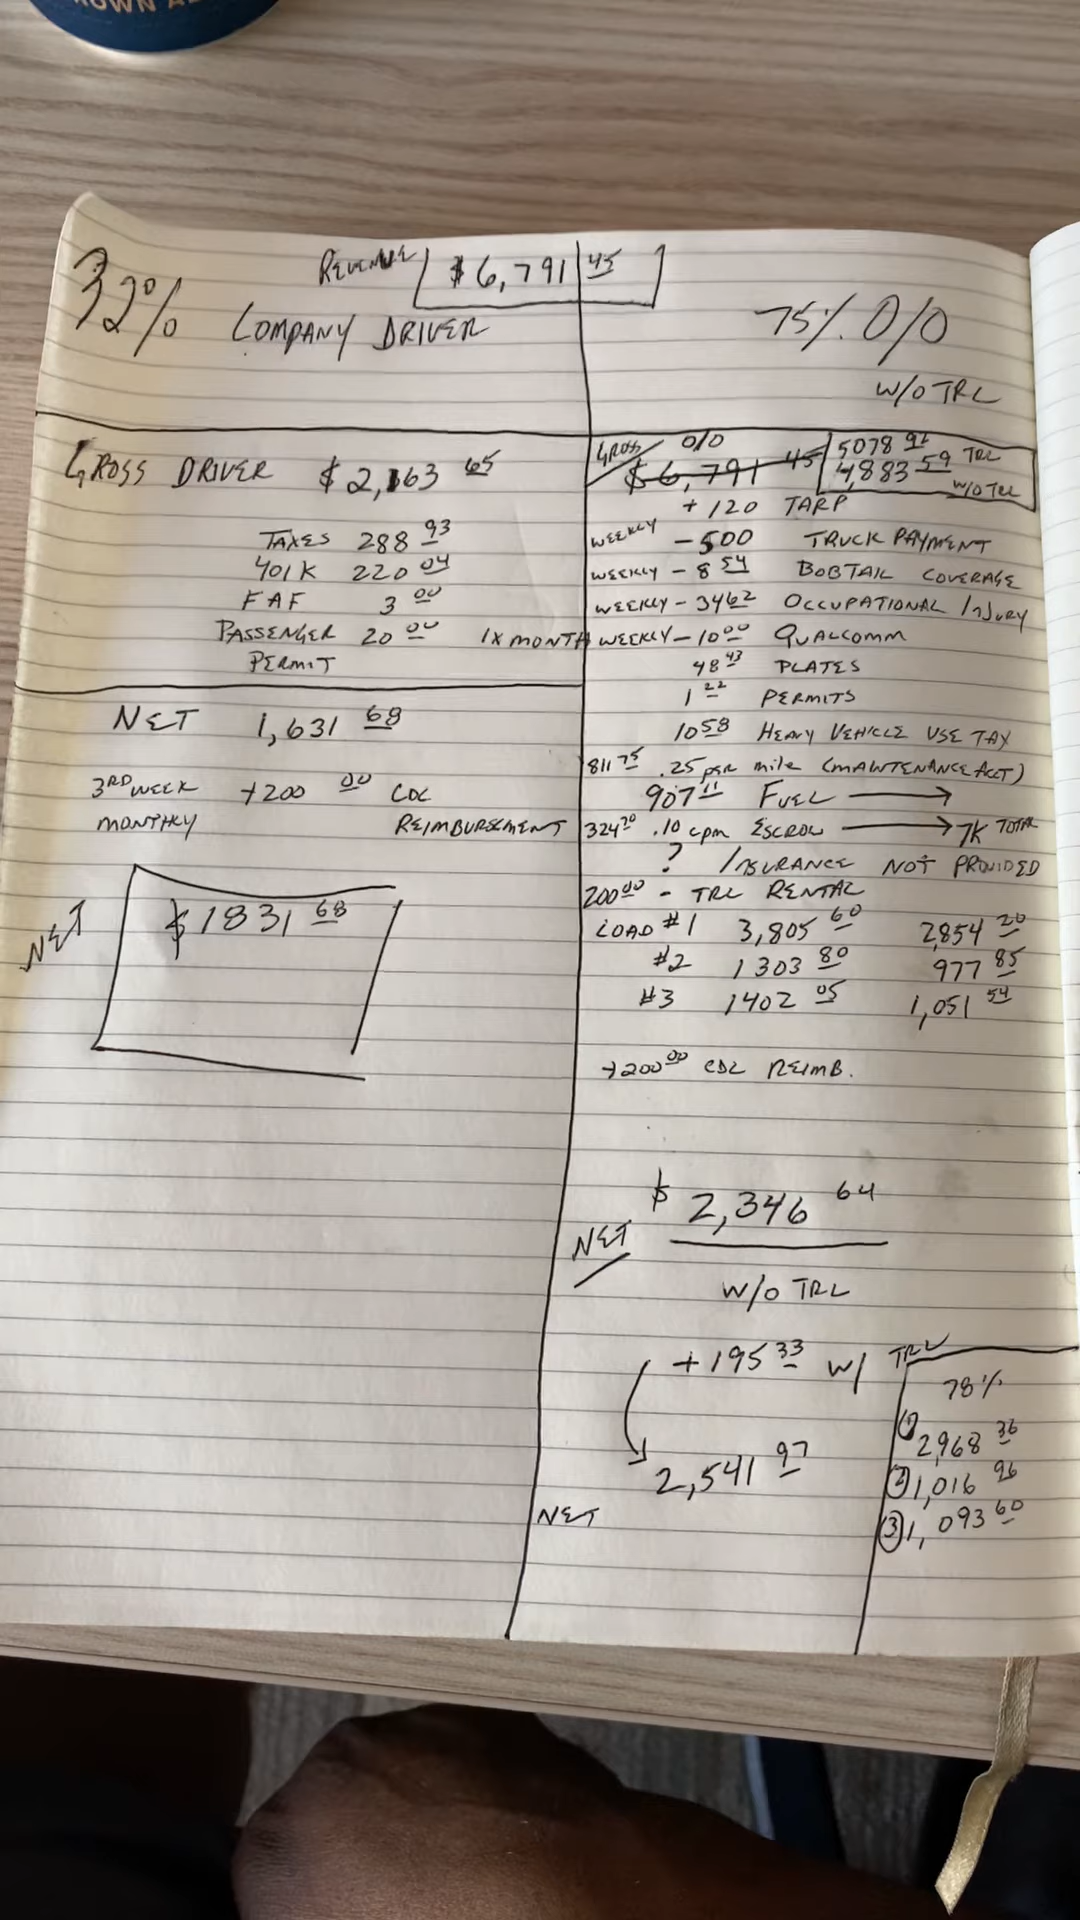 OWN A
REVENUE $6,791 45
32% COMPANY DRIVER
75% O/O
W/O TRL
GROSS DRIVER $2,163 65
TAXES 288 93
401K 220 04
FAF 3 00
PASSENGER 20 00 1X MONTH
PERMIT
NET 1,631 68
3RD WEEK +200 00 CDL
MONTHLY REIMBURSEMENT
NET $1831 68
GROSS O/O 5078 92 TRL
$6,791 45 4,883 59 W/O TRL
+120 TARP
WEEKLY -500 TRUCK PAYMENT
WEEKLY -8 54 BOBTAIL COVERAGE
WEEKLY -34 62 OCCUPATIONAL INJURY
WEEKLY -10 00 QUALCOMM
48 43 PLATES
1 22 PERMITS
10 58 HEAVY VEHICLE USE TAX
811 75 .25 per mile (MAINTENANCE ACCT)
907 11 FUEL →
324 70 .10 cpm ESCROW → 7K TOTAL
? INSURANCE NOT PROVIDED
200 00 - TRL RENTAL
LOAD #1 3,805 60 2,854 20
#2 1303 80 977 85
#3 1402 05 1,051 54
+200 00 CDL REIMB.
$ 2,346 64
NET
W/O TRL
+195 33 W/ TRL
2,541 97
NET
78%
① 2,968 36
② 1,016 96
③ 1,093 60